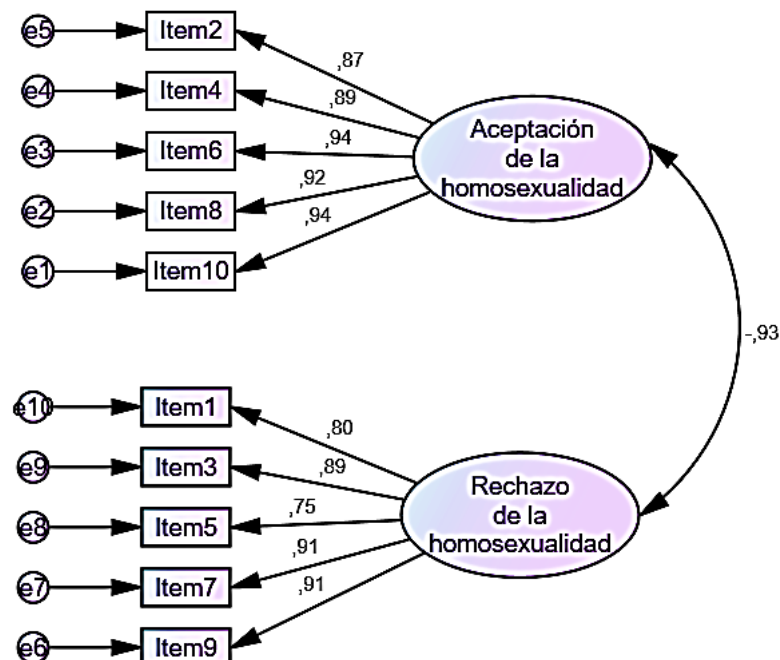 e5
Item2
,87
e4
Item4
,89
e3
Item6
,94
e2
Item8
,92
e1
Item10
,94
Aceptación
de la
homosexualidad
-,93
e10
Item1
,80
e9
Item3
,89
e8
Item5
,75
e7
Item7
,91
e6
Item9
,91
Rechazo
de la
homosexualidad